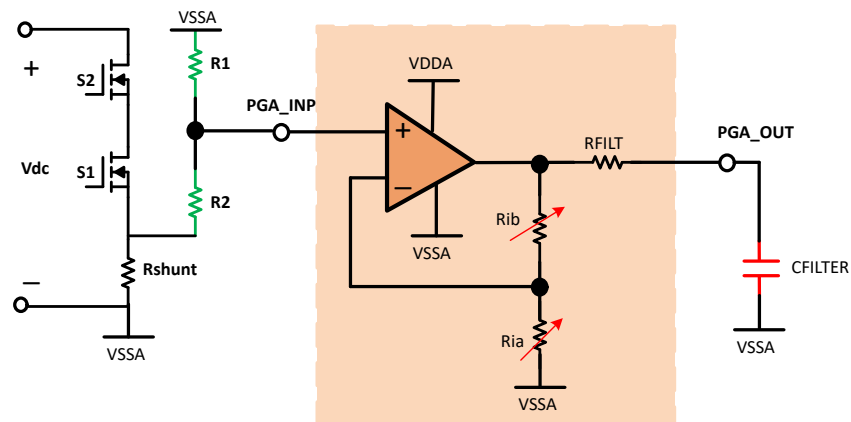 VSSA
+
S2
R1
VDDA
PGA_INP
PGA_OUT
+
RFILT
Vdc
S1
−
R2
Rib
VSSA
CFILTER
Rshunt
−
Ria
VSSA
VSSA
VSSA